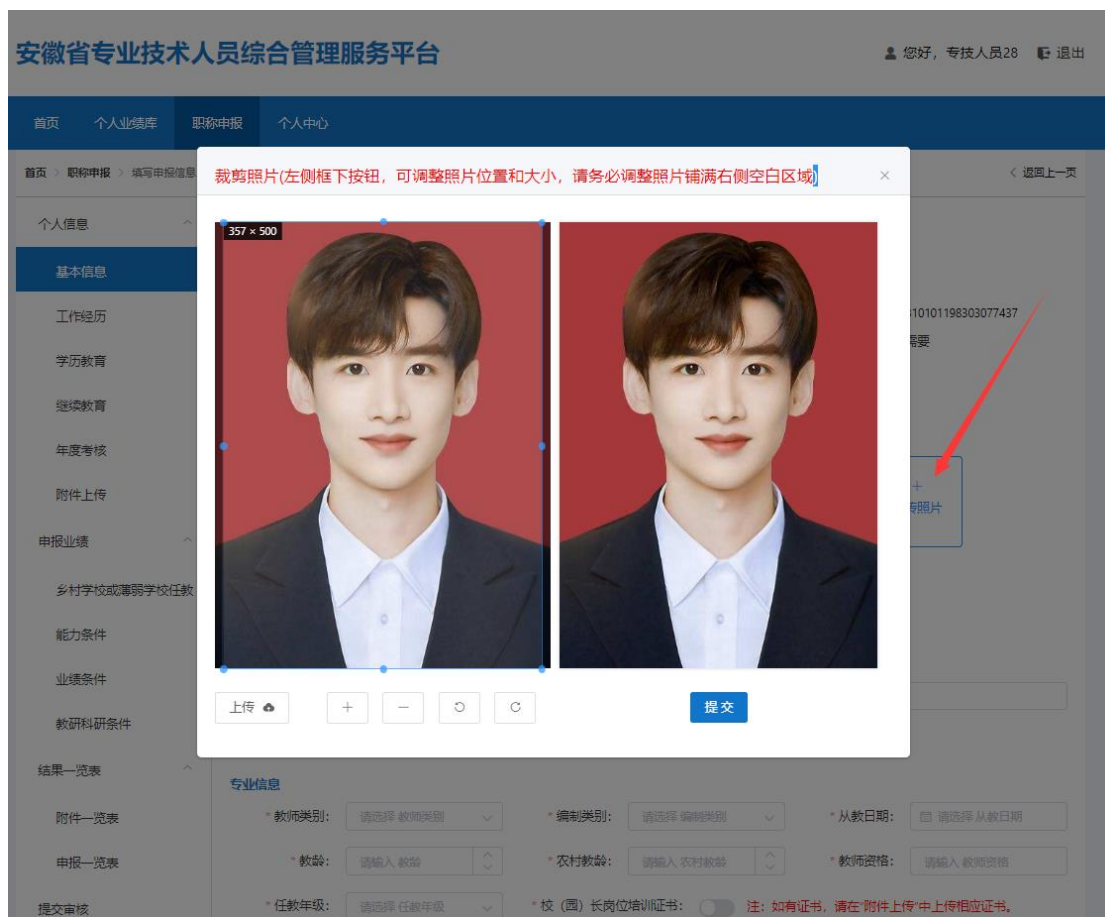 安徽省专业技术人员综合管理服务平台
您好，专技人员28 退出
首页 个人业绩库 职称申报 个人中心
首页 > 职称申报 > 填写申报信息
< 返回上一页
裁剪照片(左侧框下按钮，可调整照片位置和大小，请务必调整照片铺满右侧空白区域) ×
357 × 500
个人信息
基本信息
工作经历
学历教育
继续教育
年度考核
附件上传
申报业绩
乡村学校或薄弱学校任教
能力条件
业绩条件
教研科研条件
结果一览表
附件一览表
申报一览表
提交审核
10101198303077437
需要
+
传照片
上传 + −
提交
专业信息
* 教师类别： 请选择 教师类别 * 编制类别： 请选择 编制类别 * 从教日期： 请选择 从教日期
* 教龄： 请输入 教龄 * 农村教龄： 请输入 农村教龄 * 教师资格： 请输入 教师资格
* 任教年级： 请选择 任教年级 * 校（园）长岗位培训证书： 注：如有证书，请在"附件上传"中上传相应证书。